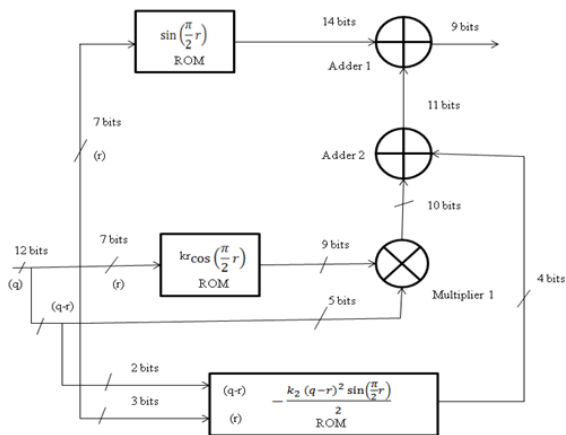 sin(π/2 r)
ROM
14 bits
9 bits
Adder 1
7 bits
(r)
11 bits
Adder 2
10 bits
12 bits
(q)
7 bits
(r)
kr cos(π/2 r)
ROM
9 bits
(q-r)
5 bits
Multiplier 1
4 bits
2 bits
3 bits
(q-r)
(r)
- k₂ (q−r)² sin(π/2 r) / 2
ROM